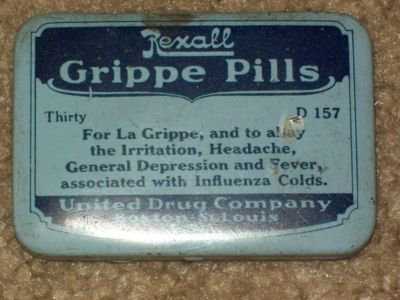 Rexall
Grippe Pills
Thirty D 157
For La Grippe, and to allay
the Irritation, Headache,
General Depression and Fever,
associated with Influenza Colds.
United Drug Company
Boston-St.Louis